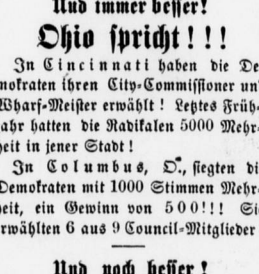 Und immer besser!
Ohio spricht!!!
In Cincinnati haben die De-
mokraten ihren City-Commissioner und
Wharf-Meister erwählt! Letztes Früh-
jahr hatten die Radikalen 5000 Mehr-
heit in jener Stadt!
In Columbus, O., siegten di
Demokraten mit 1000 Stimmen Mehr-
heit, ein Gewinn von 500!!! Si
erwählten 6 aus 9 Council-Mitglieder
Und noch besser!